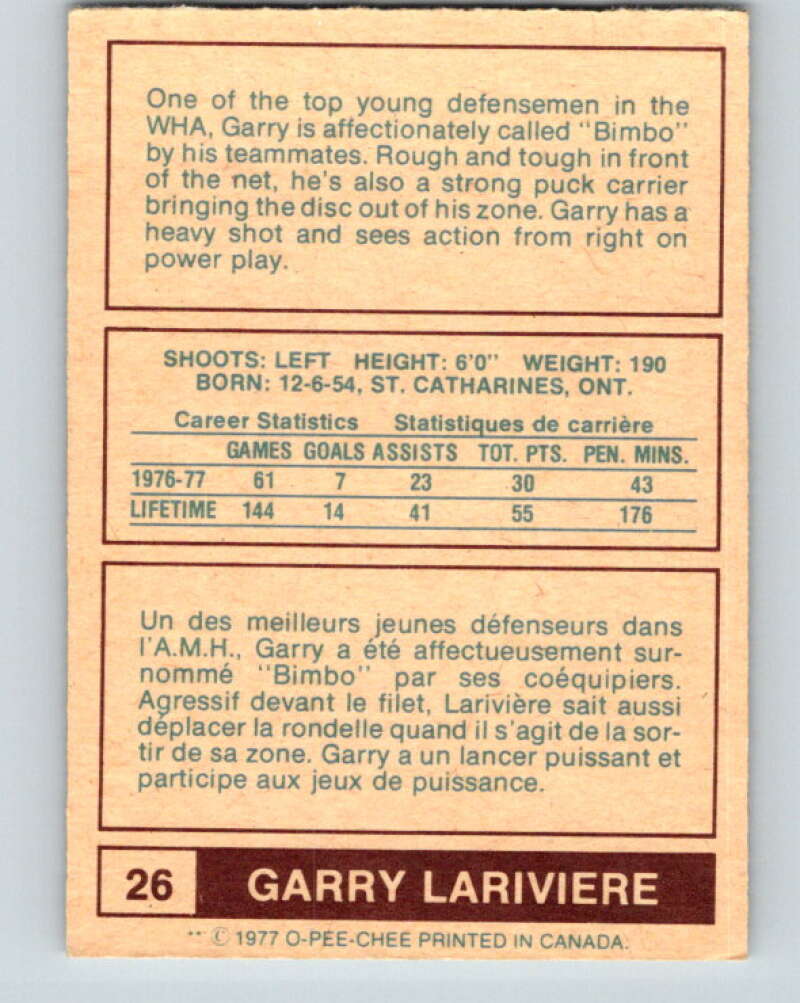 One of the top young defensemen in the
WHA, Garry is affectionately called "Bimbo"
by his teammates. Rough and tough in front
of the net, he's also a strong puck carrier
bringing the disc out of his zone. Garry has a
heavy shot and sees action from right on
power play.
SHOOTS: LEFT HEIGHT: 6'0" WEIGHT: 190
BORN: 12-6-54, ST. CATHARINES, ONT.
Career Statistics Statistiques de carrière
GAMES GOALS ASSISTS TOT. PTS. PEN. MINS.
1976-77 61 7 23 30 43
LIFETIME 144 14 41 55 176
Un des meilleurs jeunes défenseurs dans
l'A.M.H., Garry a été affectueusement sur-
nommé "Bimbo" par ses coéquipiers.
Agressif devant le filet, Larivière sait aussi
déplacer la rondelle quand il s'agit de la sor-
tir de sa zone. Garry a un lancer puissant et
participe aux jeux de puissance.
26 GARRY LARIVIERE
** © 1977 O-PEE-CHEE PRINTED IN CANADA.